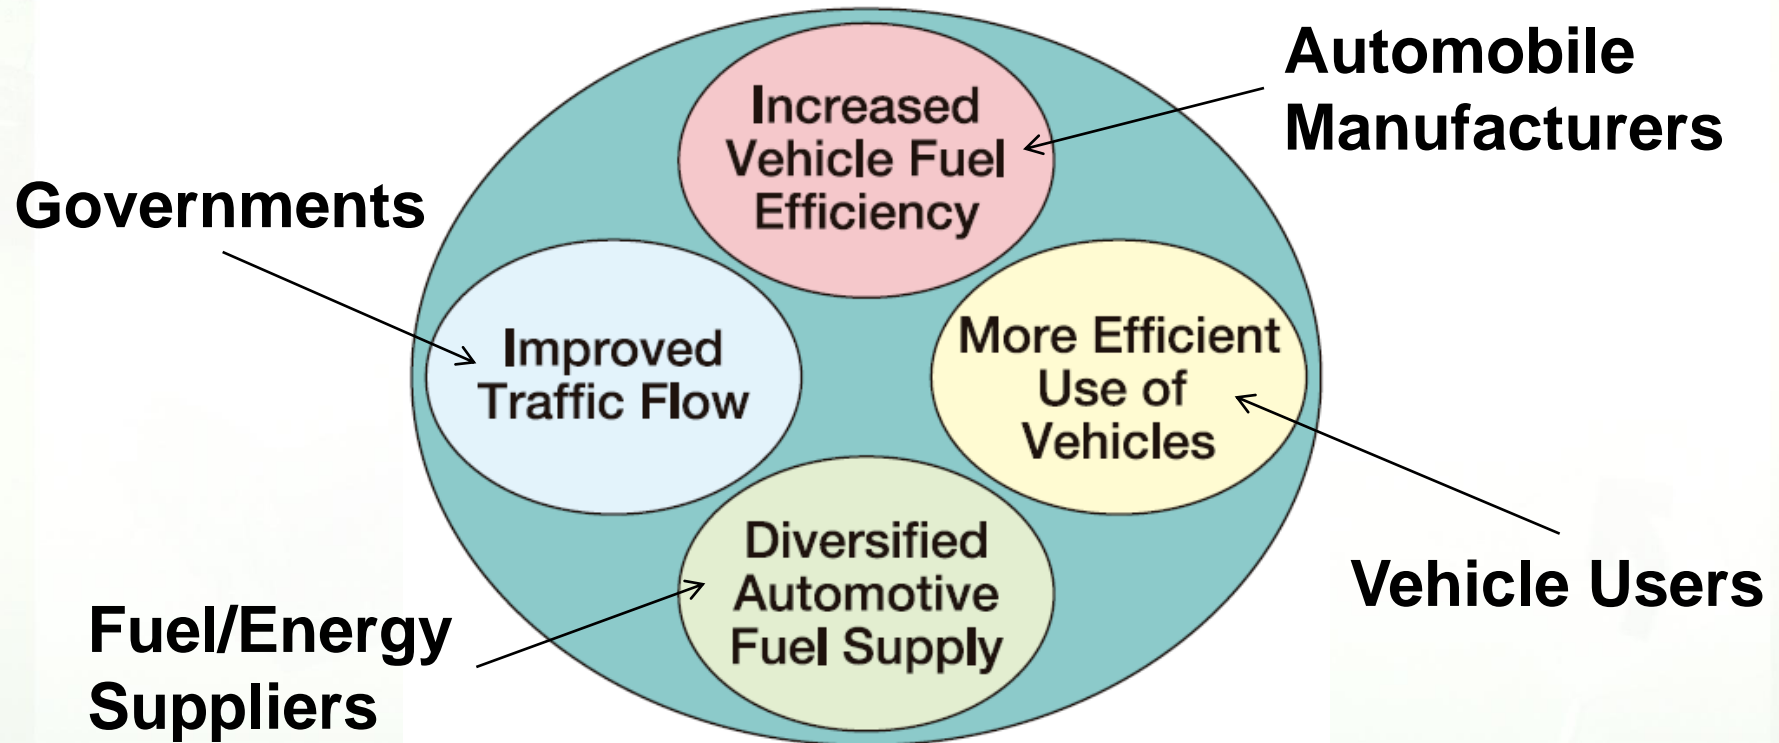 Automobile
Manufacturers
Increased
Vehicle Fuel
Efficiency
Governments
Improved
Traffic Flow
More Efficient
Use of
Vehicles
Diversified
Automotive
Fuel Supply
Vehicle Users
Fuel/Energy
Suppliers